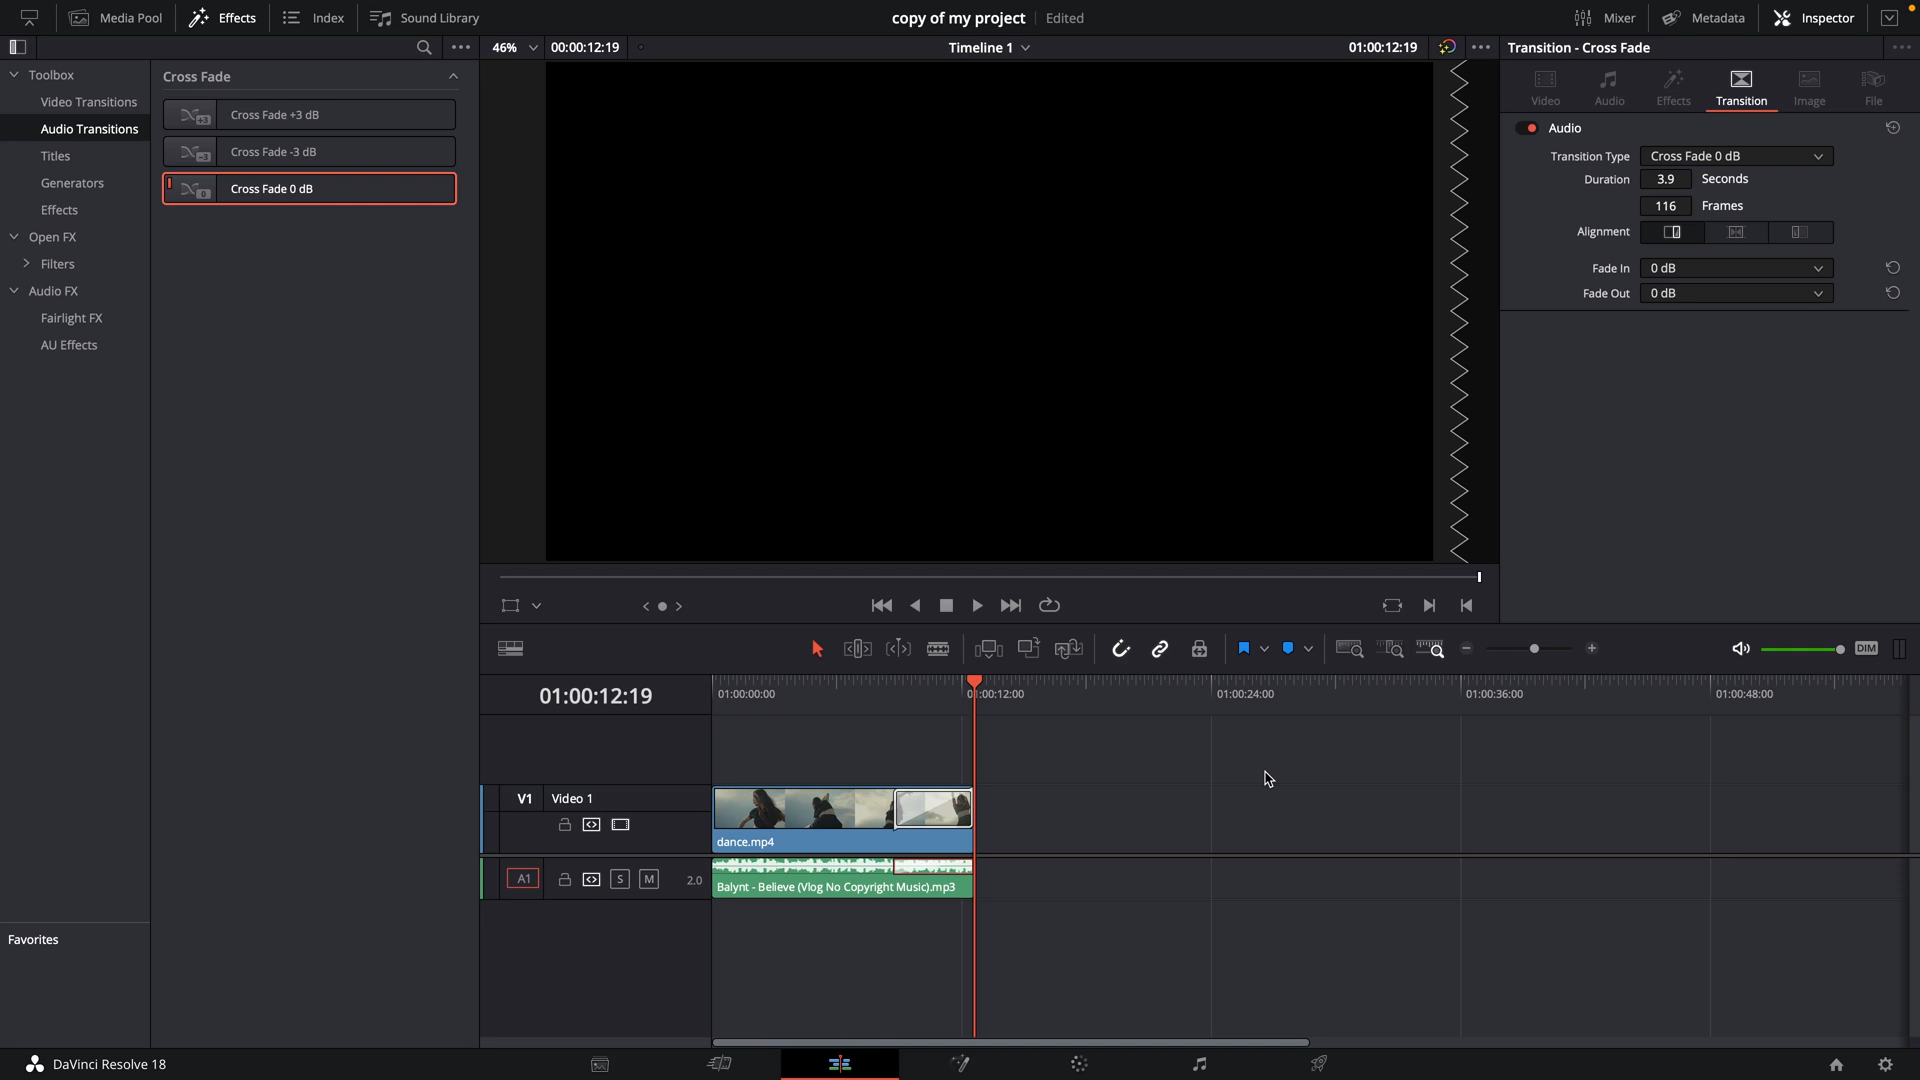 Media Pool
Effects
Index
Sound Library
copy of my project
Edited
Mixer
Metadata
Inspector
46%
00:00:12:19
Timeline 1
01:00:12:19
Transition - Cross Fade
Toolbox
Video Transitions
Audio Transitions
Titles
Generators
Effects
Open FX
Filters
Audio FX
Fairlight FX
AU Effects
Favorites
Cross Fade
+3
Cross Fade +3 dB
-3
Cross Fade -3 dB
0
Cross Fade 0 dB
Video
Audio
Effects
Transition
Image
File
Audio
Transition Type
Cross Fade 0 dB
Duration
3.9
Seconds
116
Frames
Alignment
Fade In
0 dB
Fade Out
0 dB
DIM
01:00:12:19
01:00:00:00
01:00:12:00
01:00:24:00
01:00:36:00
01:00:48:00
V1
Video 1
dance.mp4
A1
S
M
2.0
Balynt - Believe (Vlog No Copyright Music).mp3
DaVinci Resolve 18